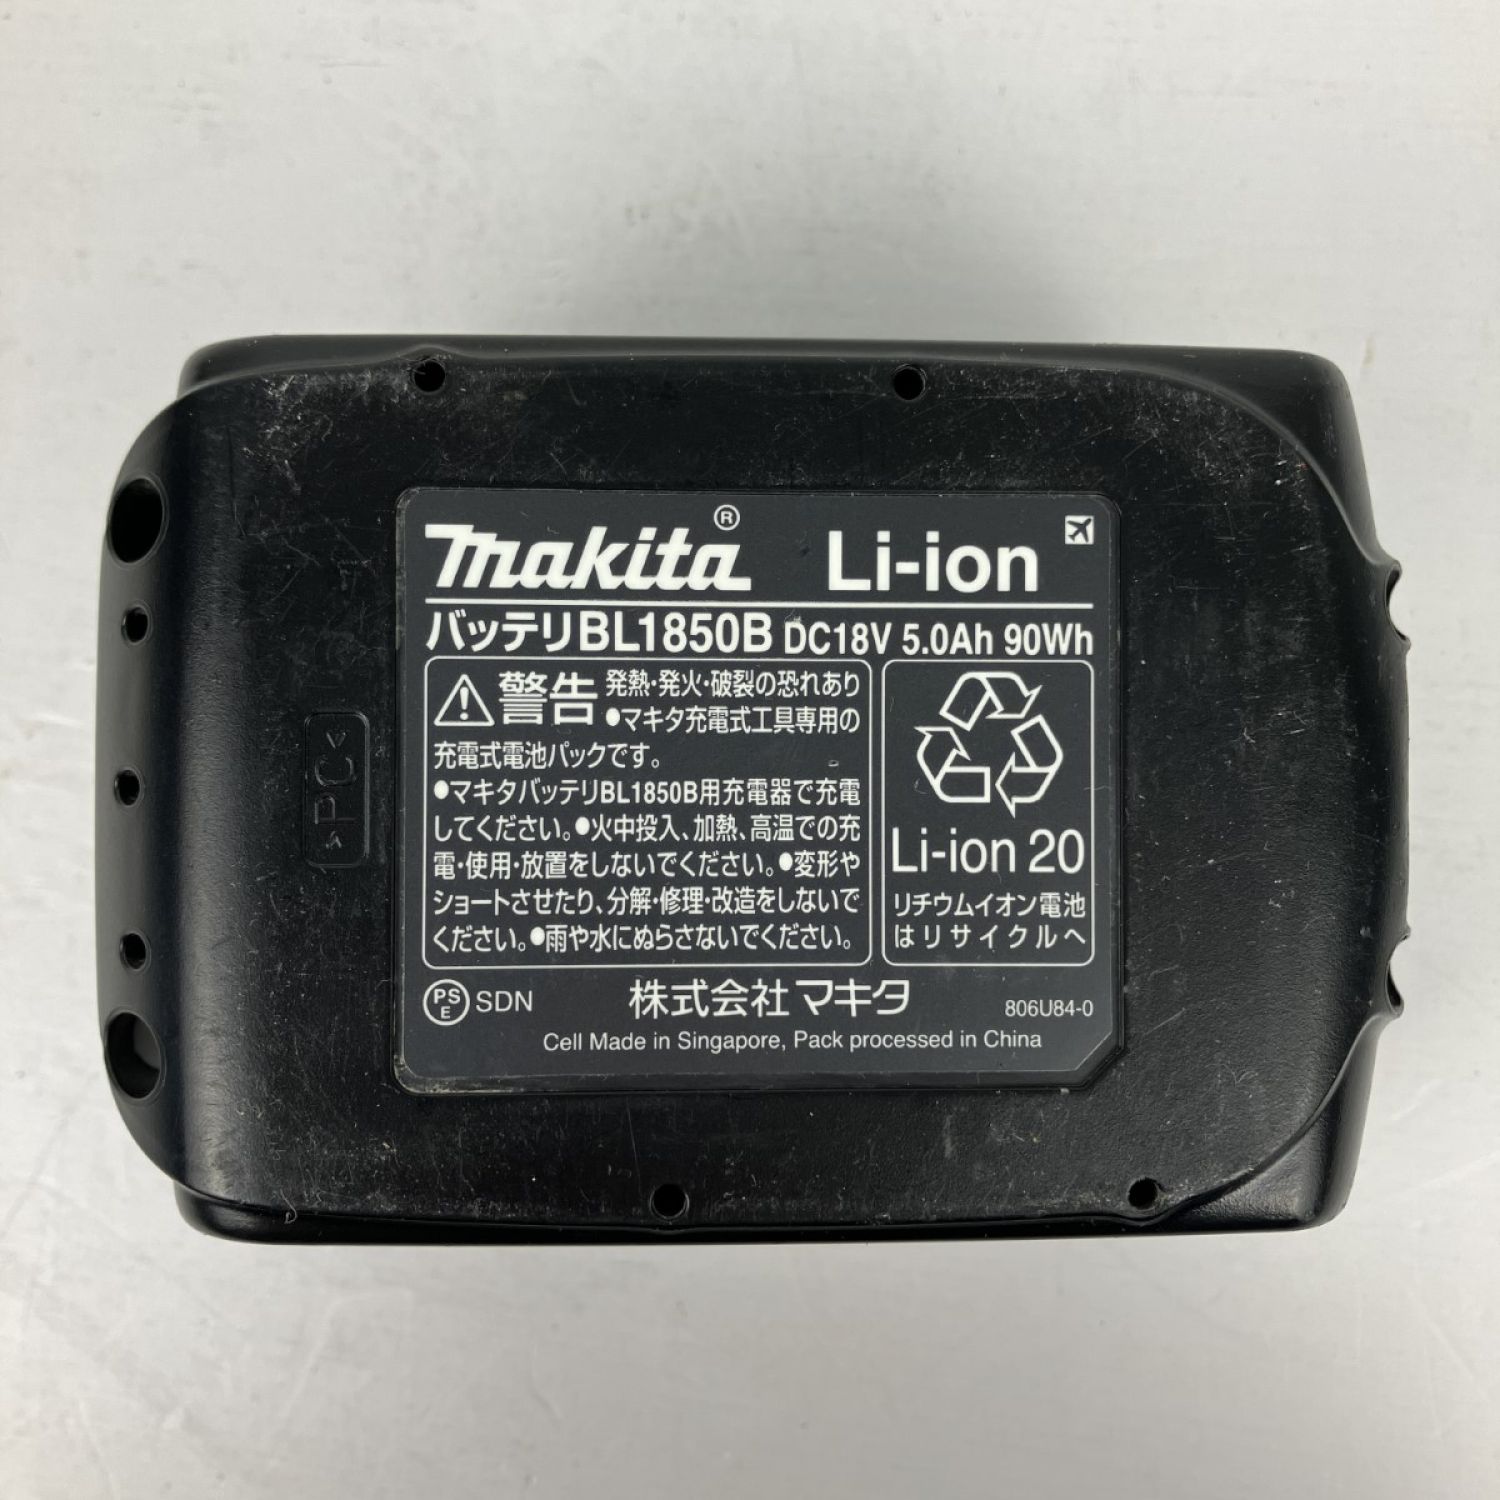 makita® Li-ion
バッテリBL1850B DC18V 5.0Ah 90Wh
警告 発熱・発火・破裂の恐れあり
●マキタ充電式工具専用の
充電式電池パックです。
●マキタバッテリBL1850B用充電器で充電
してください。●火中投入、加熱、高温での充
電・使用・放置をしないでください。●変形や
ショートさせたり、分解・修理・改造をしないで
ください。●雨や水にぬらさないでください。
Li-ion 20
リチウムイオン電池
はリサイクルへ
PS
E SDN 株式会社マキタ 806U84-0
Cell Made in Singapore, Pack processed in China
>PC<